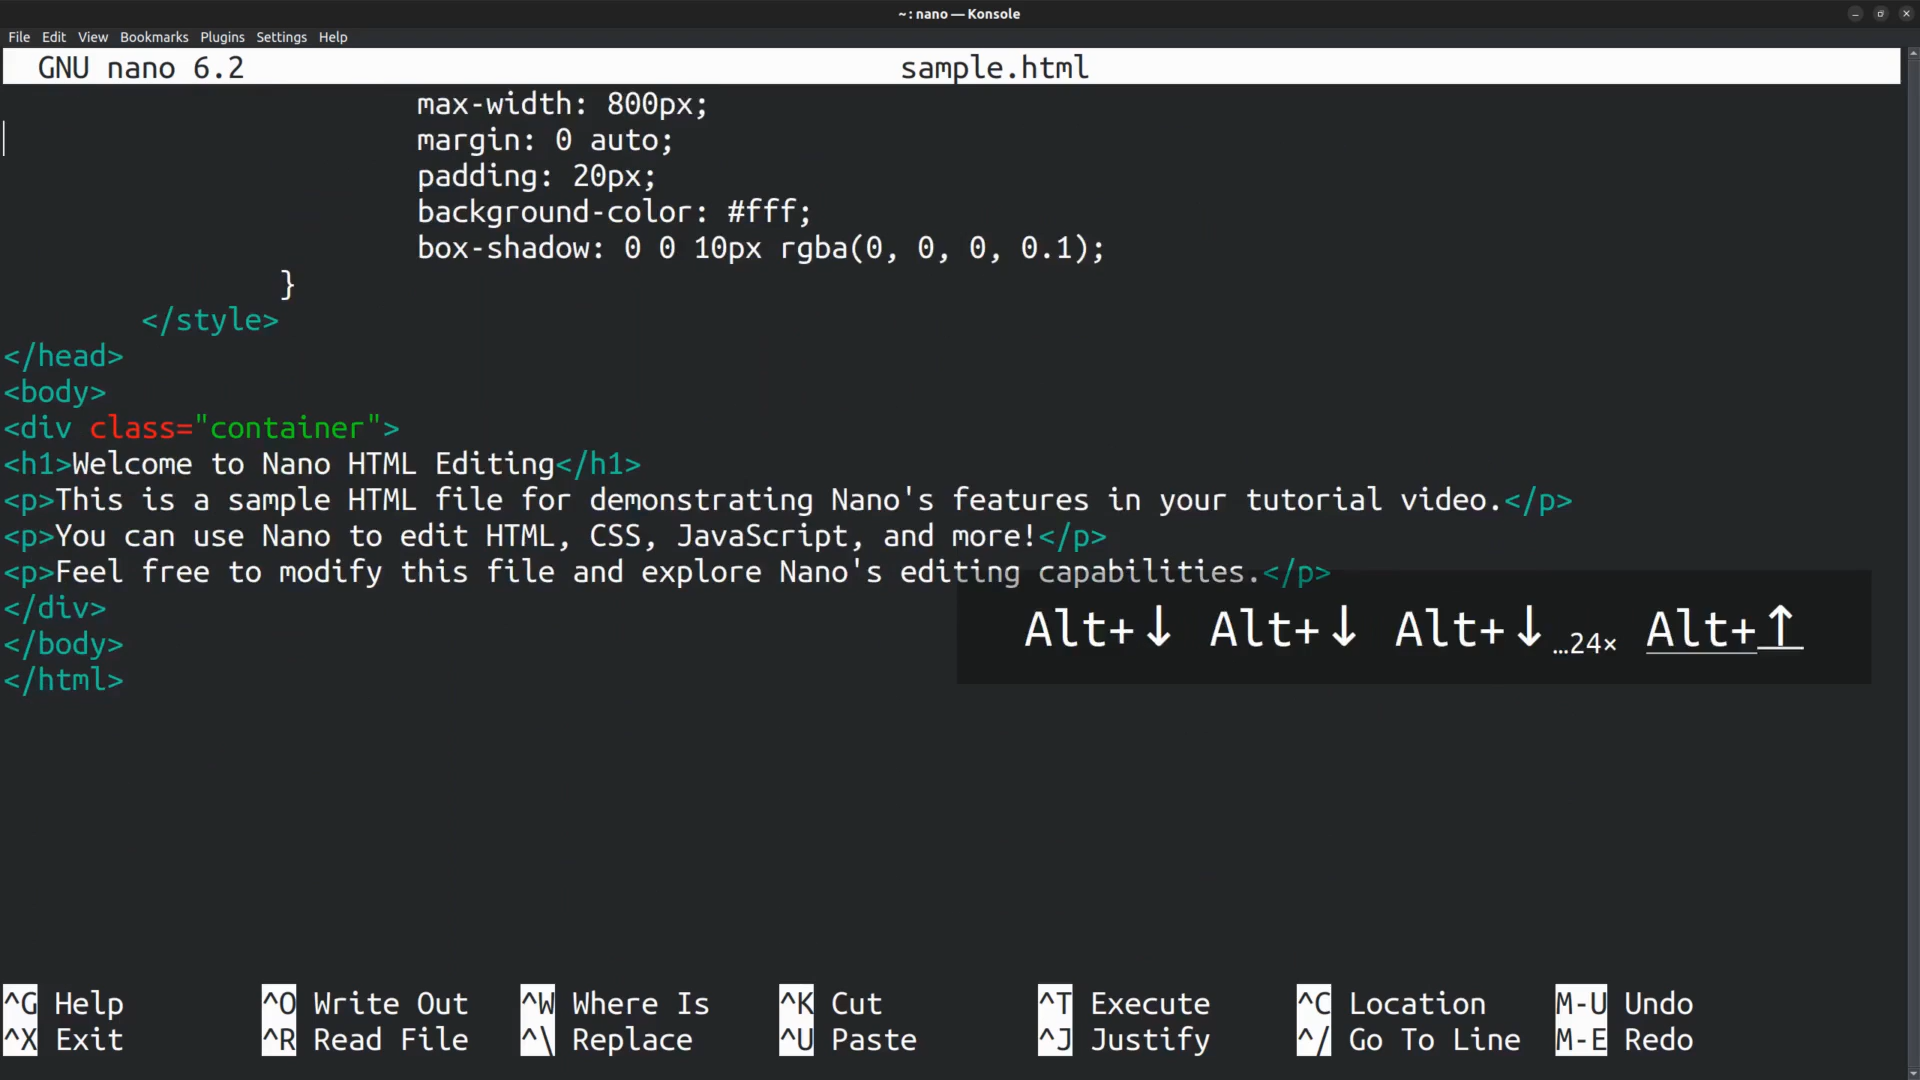 ~ : nano — Konsole
File Edit View Bookmarks Plugins Settings Help
GNU nano 6.2 sample.html
max-width: 800px;
margin: 0 auto;
padding: 20px;
background-color: #fff;
box-shadow: 0 0 10px rgba(0, 0, 0, 0.1);
}
</style>
</head>
<body>
<div class="container">
<h1>Welcome to Nano HTML Editing</h1>
<p>This is a sample HTML file for demonstrating Nano's features in your tutorial video.</p>
<p>You can use Nano to edit HTML, CSS, JavaScript, and more!</p>
<p>Feel free to modify this file and explore Nano's editing capabilities.</p>
</div>
Alt+↓ Alt+↓ Alt+↓ …24× Alt+↑
</body>
</html>
^G Help ^O Write Out ^W Where Is ^K Cut ^T Execute ^C Location M-U Undo
^X Exit ^R Read File ^\ Replace ^U Paste ^J Justify ^/ Go To Line M-E Redo